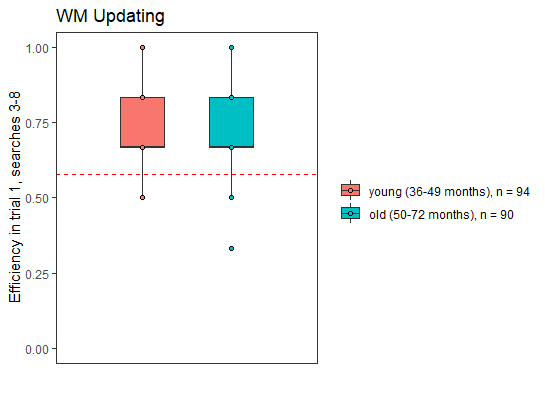 WM Updating
Efficiency in trial 1, searches 3-8
1.00
0.75
0.50
0.25
0.00
young (36-49 months), n = 94
old (50-72 months), n = 90